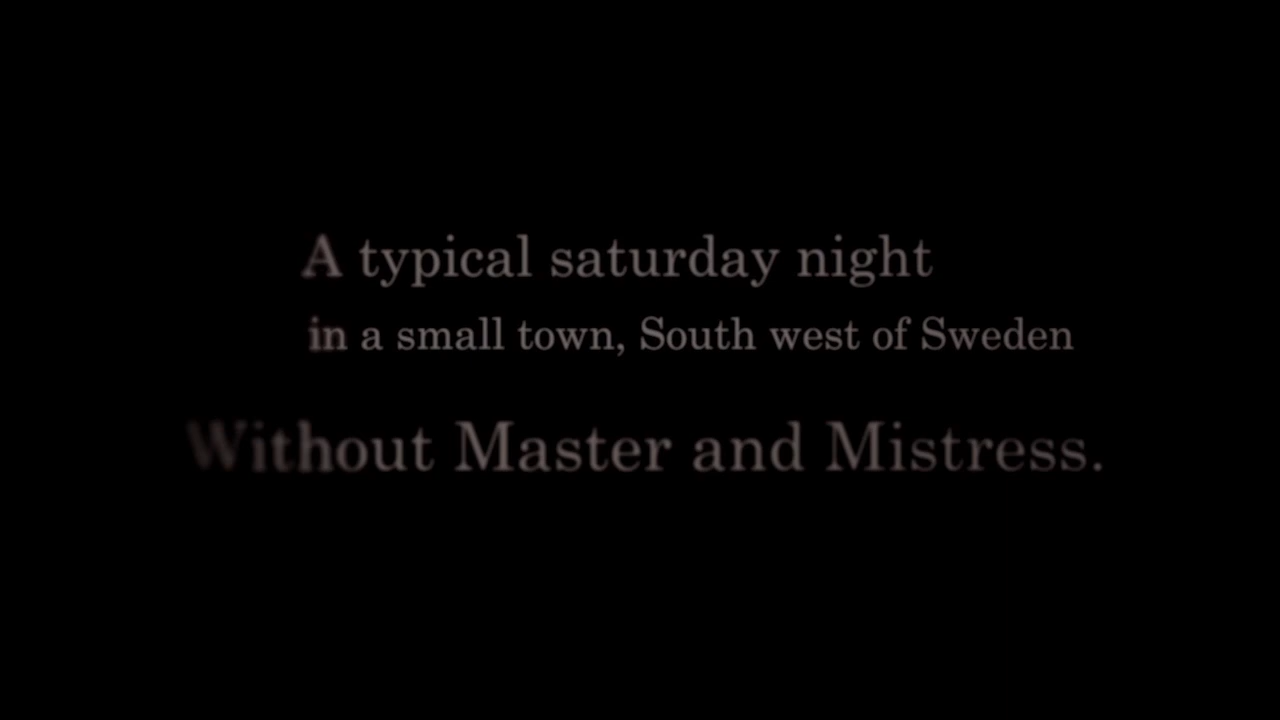 A typical saturday night
in a small town, South west of Sweden
Without Master and Mistress.